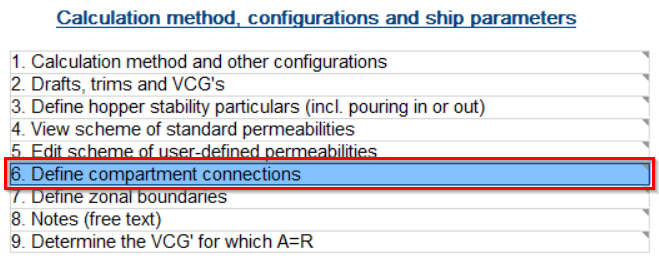 Calculation method, configurations and ship parameters
1. Calculation method and other configurations
2. Drafts, trims and VCG's
3. Define hopper stability particulars (incl. pouring in or out)
4. View scheme of standard permeabilities
5. Edit scheme of user-defined permeabilities
6. Define compartment connections
7. Define zonal boundaries
8. Notes (free text)
9. Determine the VCG' for which A=R